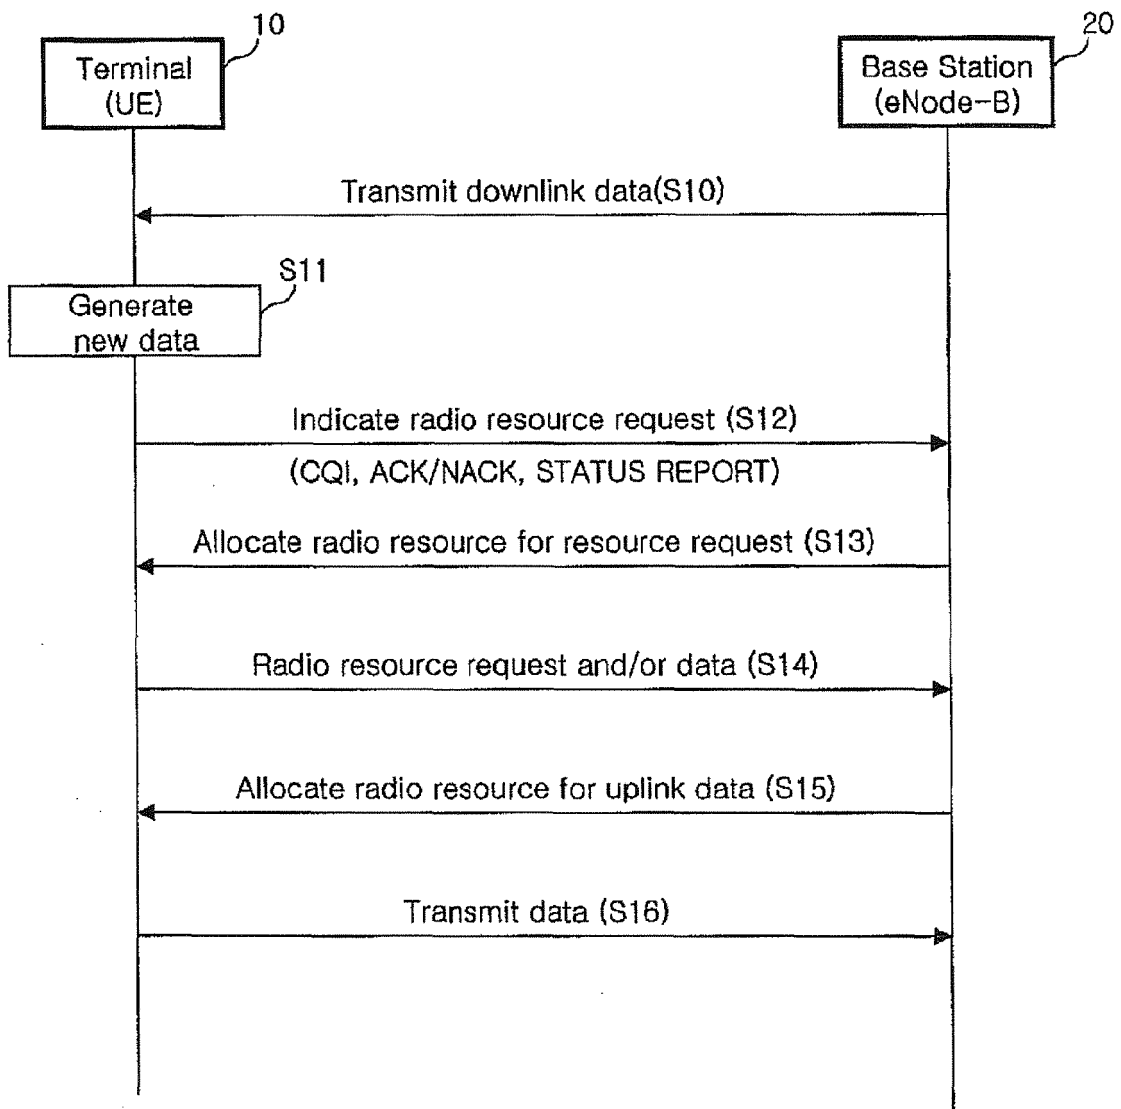 10
20
Terminal
(UE)
Base Station
(eNode-B)
Transmit downlink data(S10)
S11
Generate
new data
Indicate radio resource request (S12)
(CQI, ACK/NACK, STATUS REPORT)
Allocate radio resource for resource request (S13)
Radio resource request and/or data (S14)
Allocate radio resource for uplink data (S15)
Transmit data (S16)